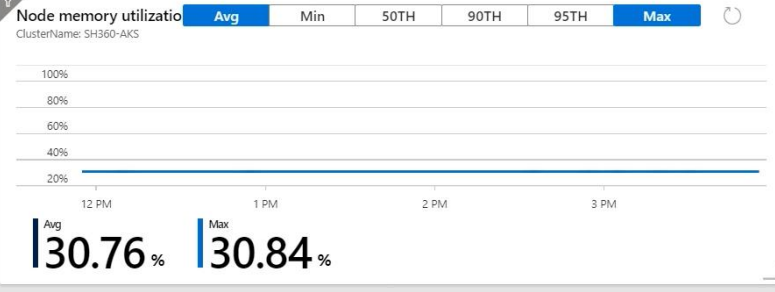 Node memory utilizatio
Avg Min 50TH 90TH 95TH Max
ClusterName: SH360-AKS
100%
80%
60%
40%
20%
12 PM 1 PM 2 PM 3 PM
Avg Max
30.76 % 30.84 %